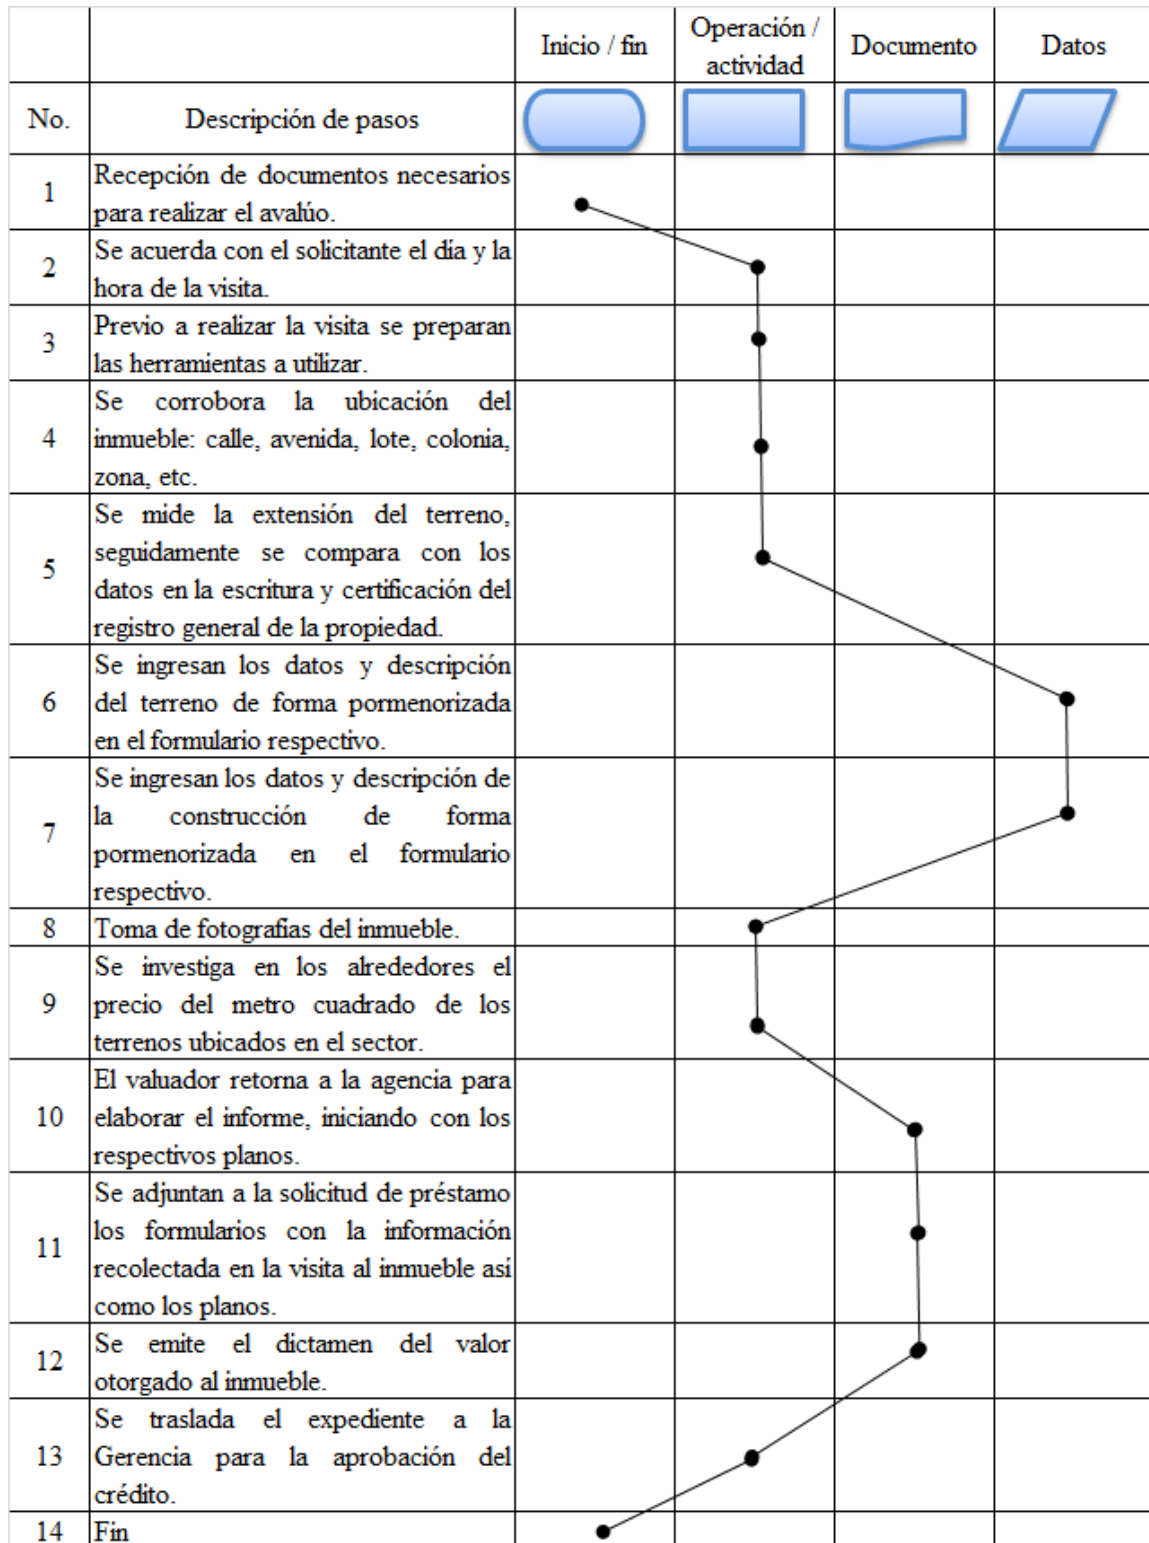 Inicio / fin
Operación /
actividad
Documento
Datos
No.
Descripción de pasos
1
Recepción de documentos necesarios
para realizar el avalúo.
2
Se acuerda con el solicitante el día y la
hora de la visita.
3
Previo a realizar la visita se preparan
las herramientas a utilizar.
4
Se corrobora la ubicación del
inmueble: calle, avenida, lote, colonia,
zona, etc.
5
Se mide la extensión del terreno,
seguidamente se compara con los
datos en la escritura y certificación del
registro general de la propiedad.
6
Se ingresan los datos y descripción
del terreno de forma pormenorizada
en el formulario respectivo.
7
Se ingresan los datos y descripción de
la construcción de forma
pormenorizada en el formulario
respectivo.
8
Toma de fotografías del inmueble.
9
Se investiga en los alrededores el
precio del metro cuadrado de los
terrenos ubicados en el sector.
10
El valuador retorna a la agencia para
elaborar el informe, iniciando con los
respectivos planos.
11
Se adjuntan a la solicitud de préstamo
los formularios con la información
recolectada en la visita al inmueble así
como los planos.
12
Se emite el dictamen del valor
otorgado al inmueble.
13
Se traslada el expediente a la
Gerencia para la aprobación del
crédito.
14
Fin